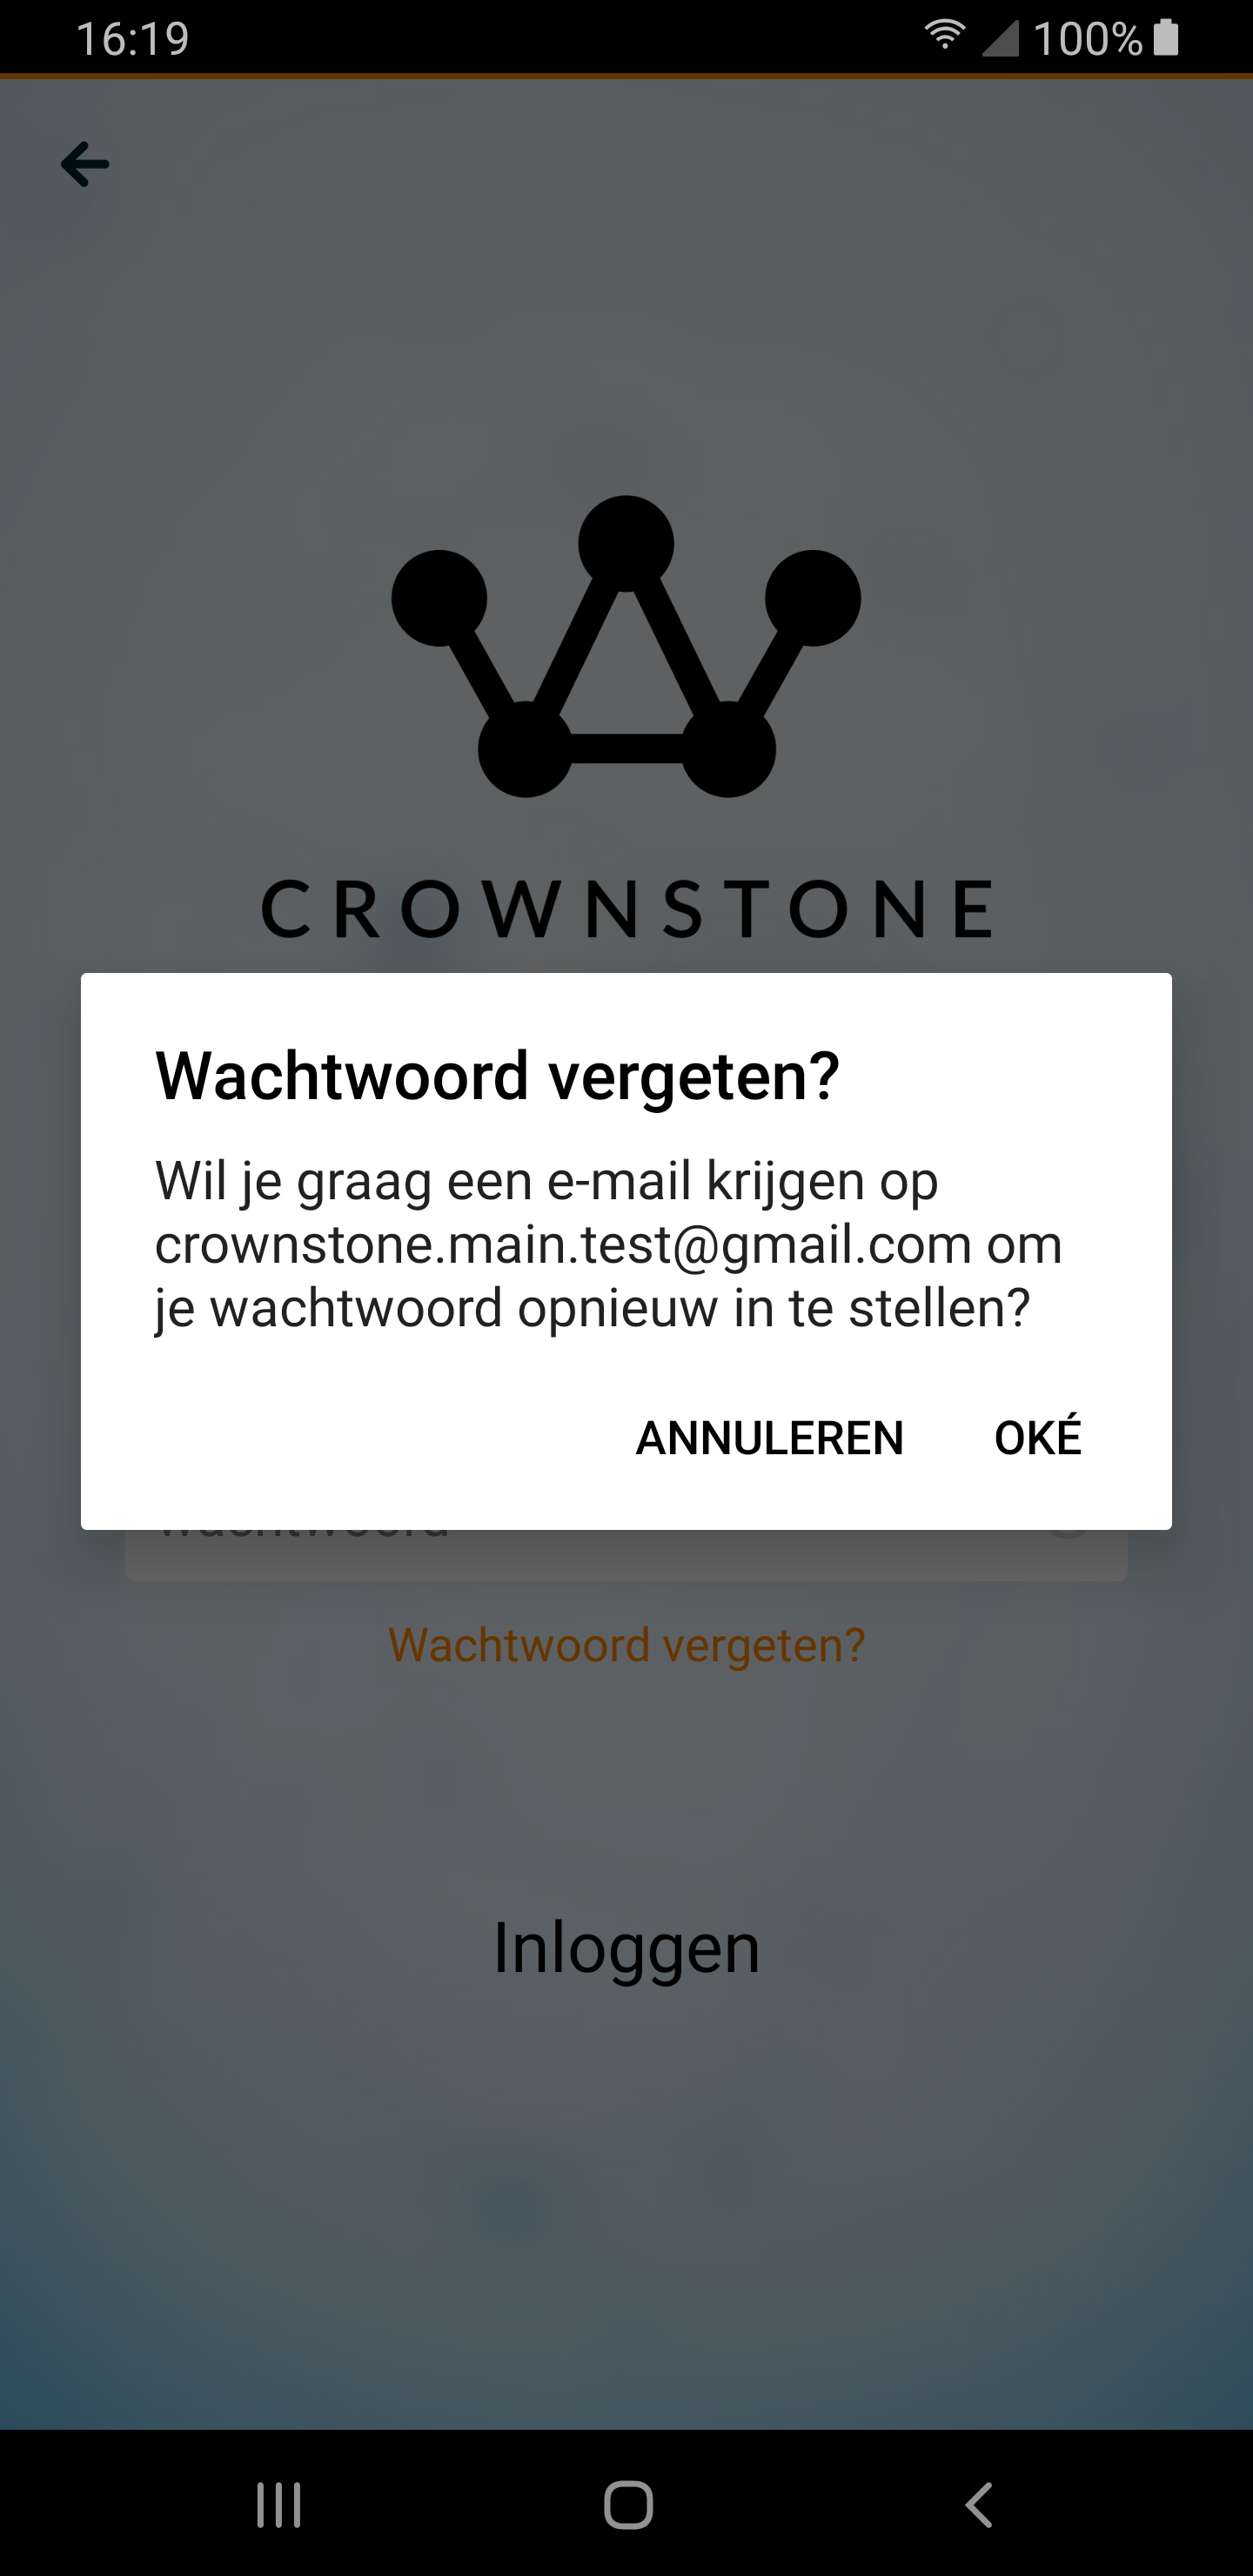 16:19
100%
CROWNSTONE
Wachtwoord vergeten?
Wil je graag een e-mail krijgen op
crownstone.main.test@gmail.com om
je wachtwoord opnieuw in te stellen?
ANNULEREN
OKÉ
wachtwoord
Wachtwoord vergeten?
Inloggen